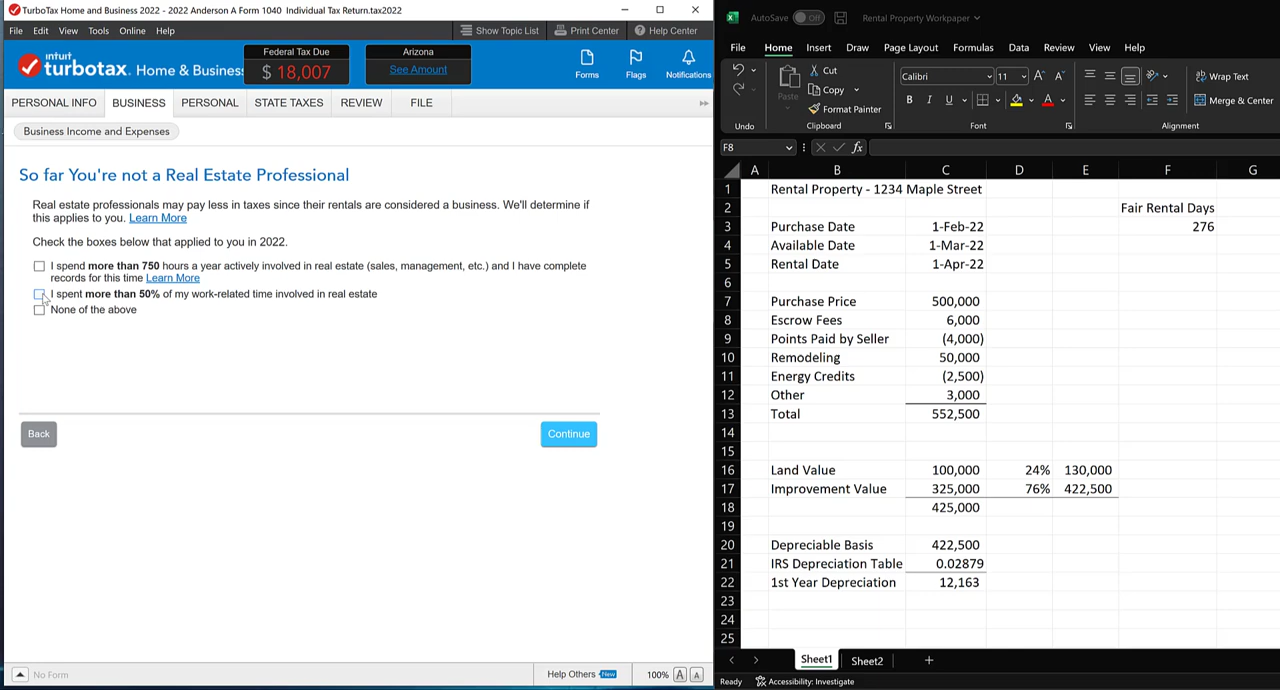 TurboTax Home and Business 2022 - 2022 Anderson A Form 1040 Individual Tax Return.tax2022
File Edit View Tools Online Help
Show Topic List Print Center Help Center
intuit
turbotax. Home & Busines
Federal Tax Due
$ 18,007
Arizona
See Amount
Forms
Flags
Notifications
PERSONAL INFO BUSINESS PERSONAL STATE TAXES REVIEW FILE
Business Income and Expenses
So far You're not a Real Estate Professional
Real estate professionals may pay less in taxes since their rentals are considered a business. We'll determine if
this applies to you. Learn More
Check the boxes below that applied to you in 2022.
I spend more than 750 hours a year actively involved in real estate (sales, management, etc.) and I have complete
records for this time Learn More
I spent more than 50% of my work-related time involved in real estate
None of the above
Back
Continue
No Form
Help Others New
100% A A
AutoSave Off Rental Property Workpaper
File Home Insert Draw Page Layout Formulas Data Review View Help
Undo
Paste
Cut
Copy
Format Painter
Clipboard
Calibri 11 A A
B I U A
Font
ab Wrap Text
Merge & Center
Alignment
F8 fx
A B C D E F G
1 Rental Property - 1234 Maple Street
2 Fair Rental Days
3 Purchase Date 1-Feb-22 276
4 Available Date 1-Mar-22
5 Rental Date 1-Apr-22
6
7 Purchase Price 500,000
8 Escrow Fees 6,000
9 Points Paid by Seller (4,000)
10 Remodeling 50,000
11 Energy Credits (2,500)
12 Other 3,000
13 Total 552,500
14
15
16 Land Value 100,000 24% 130,000
17 Improvement Value 325,000 76% 422,500
18 425,000
19
20 Depreciable Basis 422,500
21 IRS Depreciation Table 0.02879
22 1st Year Depreciation 12,163
23
24
25
Sheet1 Sheet2 +
Ready Accessibility: Investigate